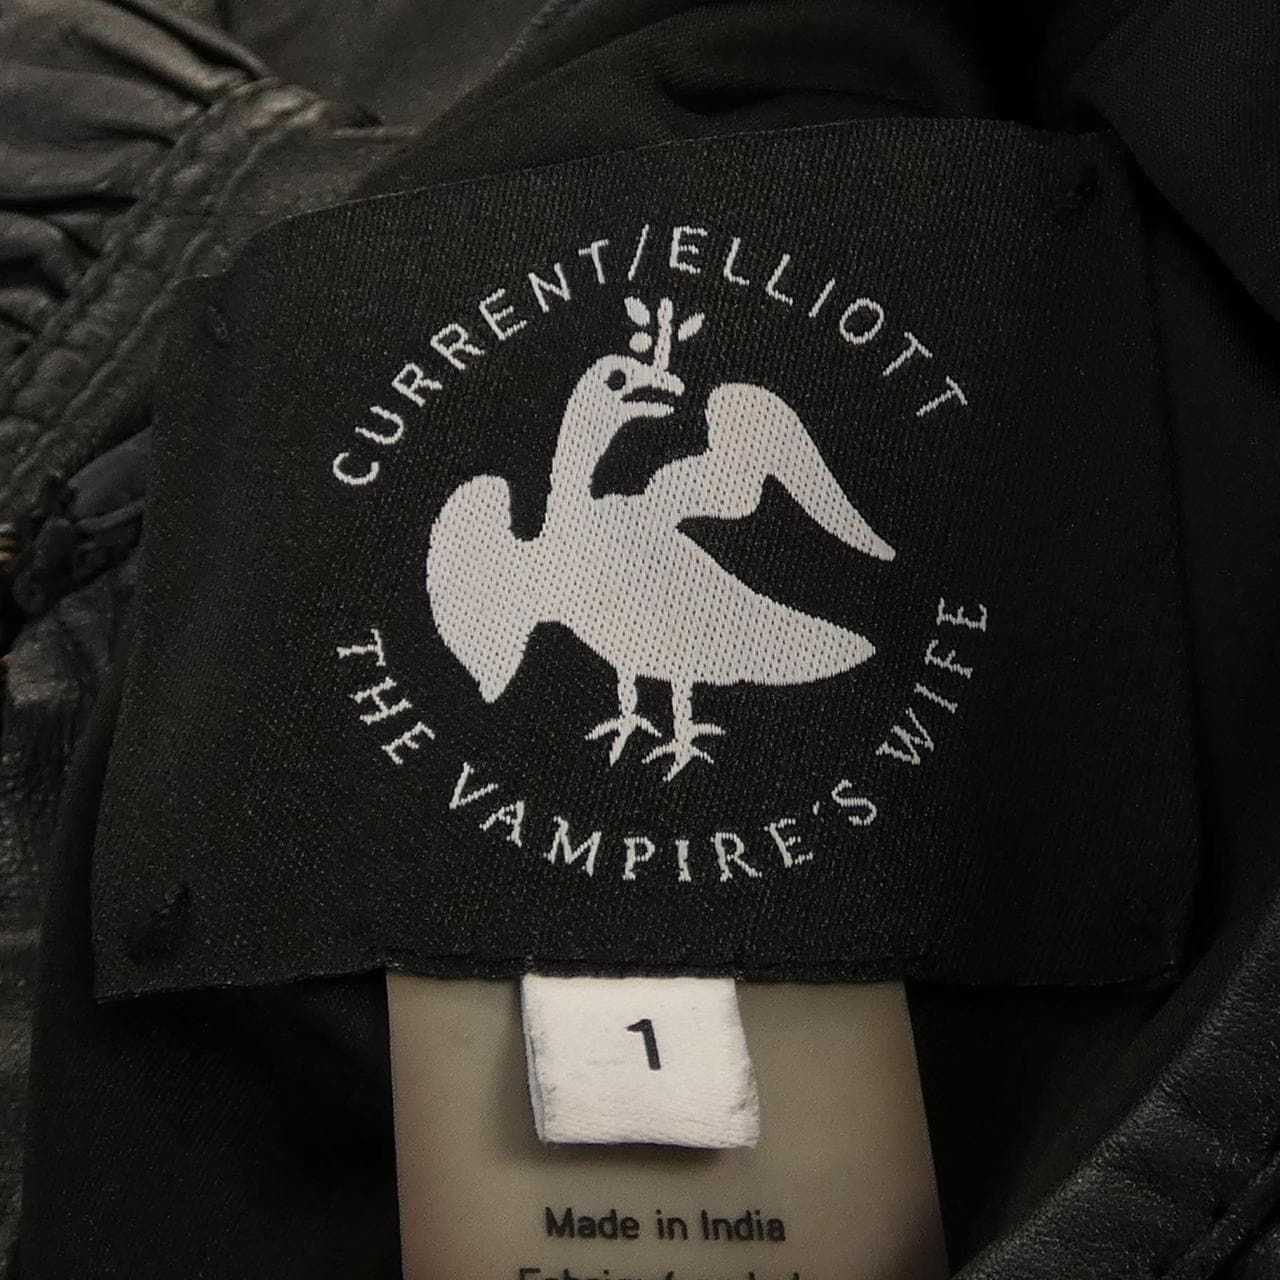 CURRENT/ELLIOTT
THE VAMPIRE'S WIFE
1
Made in India